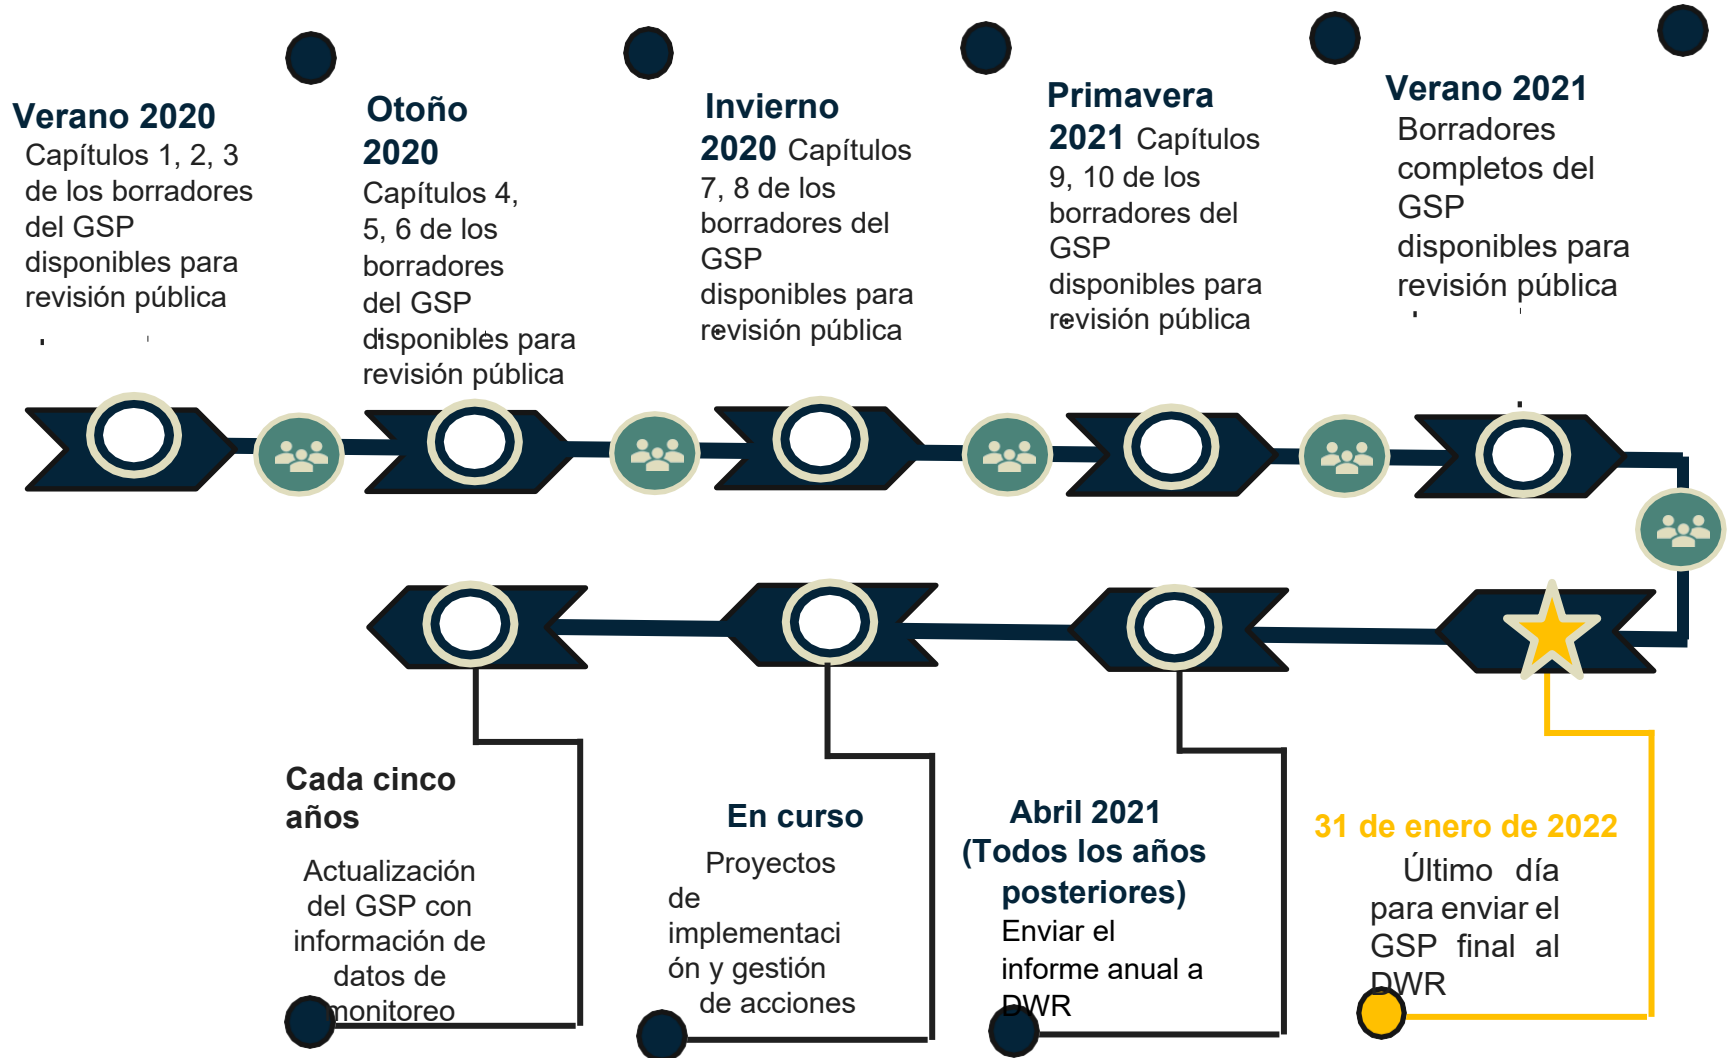 Verano 2020
Capítulos 1, 2, 3
de los borradores
del GSP
disponibles para
revisión pública
Otoño
2020
Capítulos 4,
5, 6 de los
borradores
del GSP
disponibles para
revisión pública
Invierno
2020 Capítulos
7, 8 de los
borradores del
GSP
disponibles para
revisión pública
Primavera
2021 Capítulos
9, 10 de los
borradores del
GSP
disponibles para
revisión pública
Verano 2021
Borradores
completos del
GSP
disponibles para
revisión pública
Cada cinco
años
Actualización
del GSP con
información de
datos de
monitoreo
En curso
Proyectos
de
implementaci
ón y gestión
de acciones
Abril 2021
(Todos los años
posteriores)
Enviar el
informe anual a
DWR
31 de enero de 2022
Último día
para enviar el
GSP final al
DWR